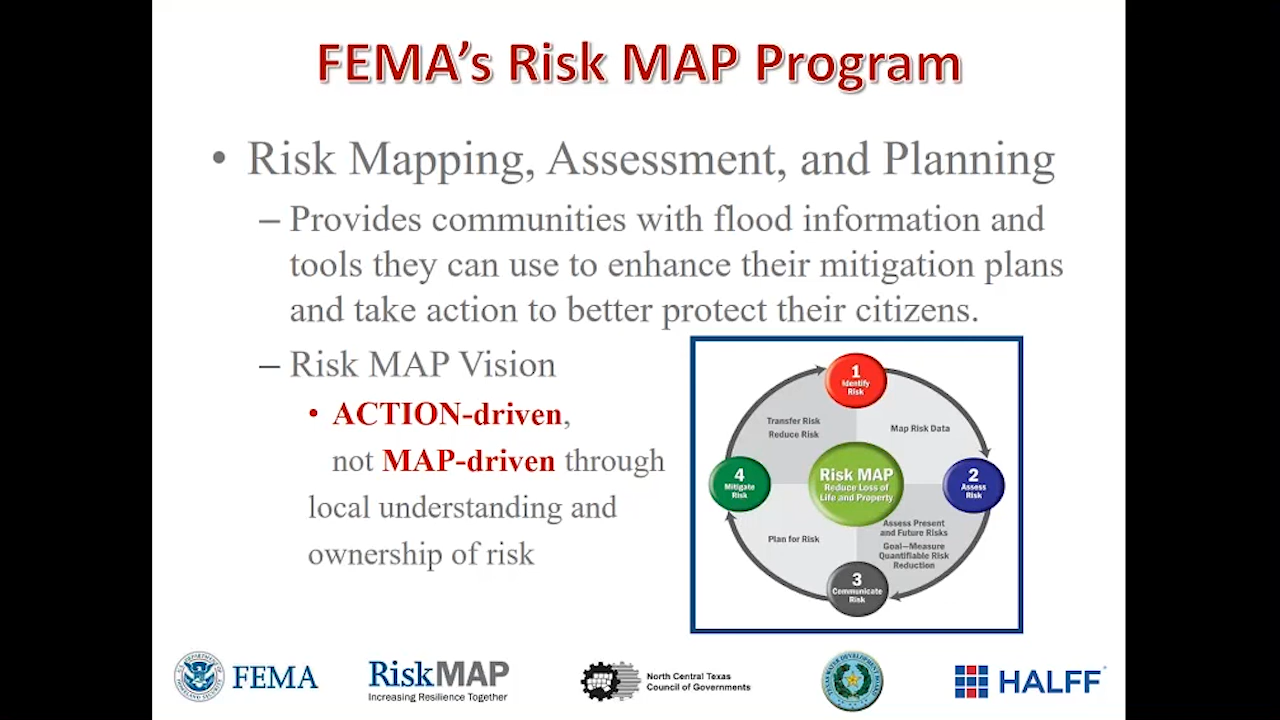 FEMA's Risk MAP Program
• Risk Mapping, Assessment, and Planning
– Provides communities with flood information and
tools they can use to enhance their mitigation plans
and take action to better protect their citizens.
– Risk MAP Vision
• ACTION-driven,
not MAP-driven through
local understanding and
ownership of risk
1
Identify
Risk
Transfer Risk
Reduce Risk
Map Risk Data
4
Mitigate
Risk
Risk MAP
Reduce Loss of
Life and Property
2
Assess
Risk
Plan for Risk
Assess Present
and Future Risks
Goal—Measure
Quantifiable Risk
Reduction
3
Communicate
Risk
FEMA
RiskMAP
Increasing Resilience Together
North Central Texas
Council of Governments
TEXAS WATER DEVELOPMENT BOARD
HALFF